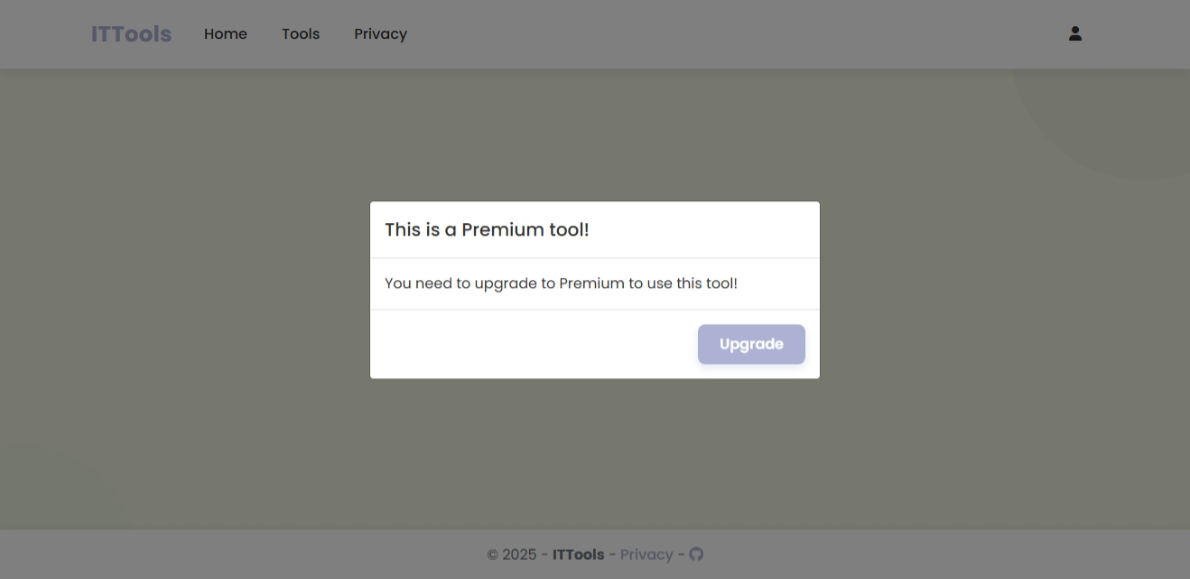 ITTools Home Tools Privacy
This is a Premium tool!
You need to upgrade to Premium to use this tool!
Upgrade
© 2025 - ITTools - Privacy -